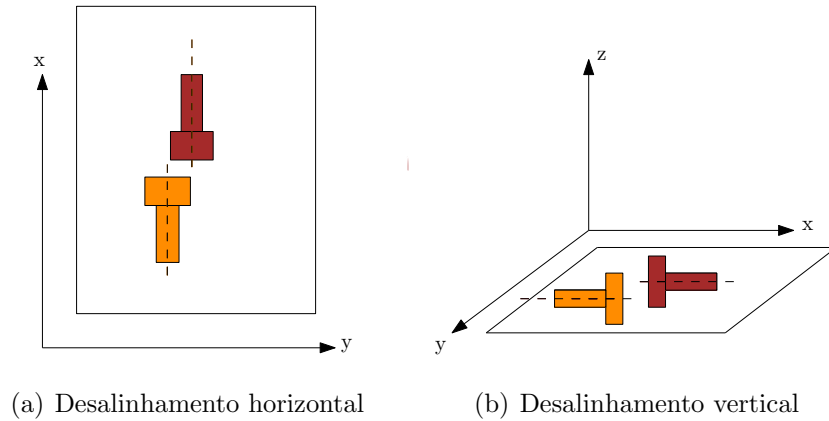 x
y
(a) Desalinhamento horizontal
z
x
y
(b) Desalinhamento vertical